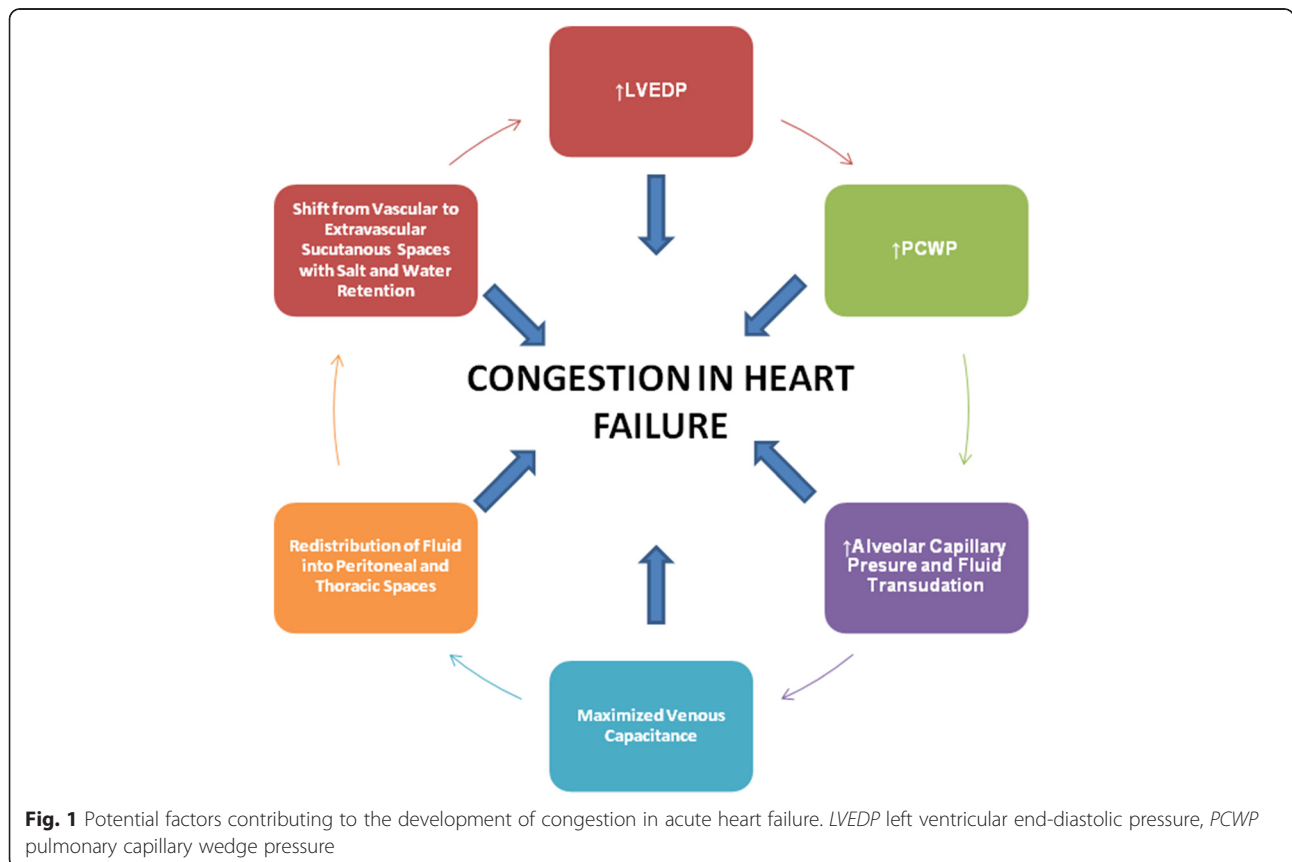 ↑LVEDP
↑PCWP
↑Alveolar Capillary
Presure and Fluid
Transudation
Maximized Venous
Capacitance
Redistribution of Fluid
into Peritoneal and
Thoracic Spaces
Shift from Vascular to
Extravascular
Sucutanous Spaces
with Salt and Water
Retention
CONGESTION IN HEART
FAILURE
Fig. 1 Potential factors contributing to the development of congestion in acute heart failure. LVEDP left ventricular end-diastolic pressure, PCWP
pulmonary capillary wedge pressure